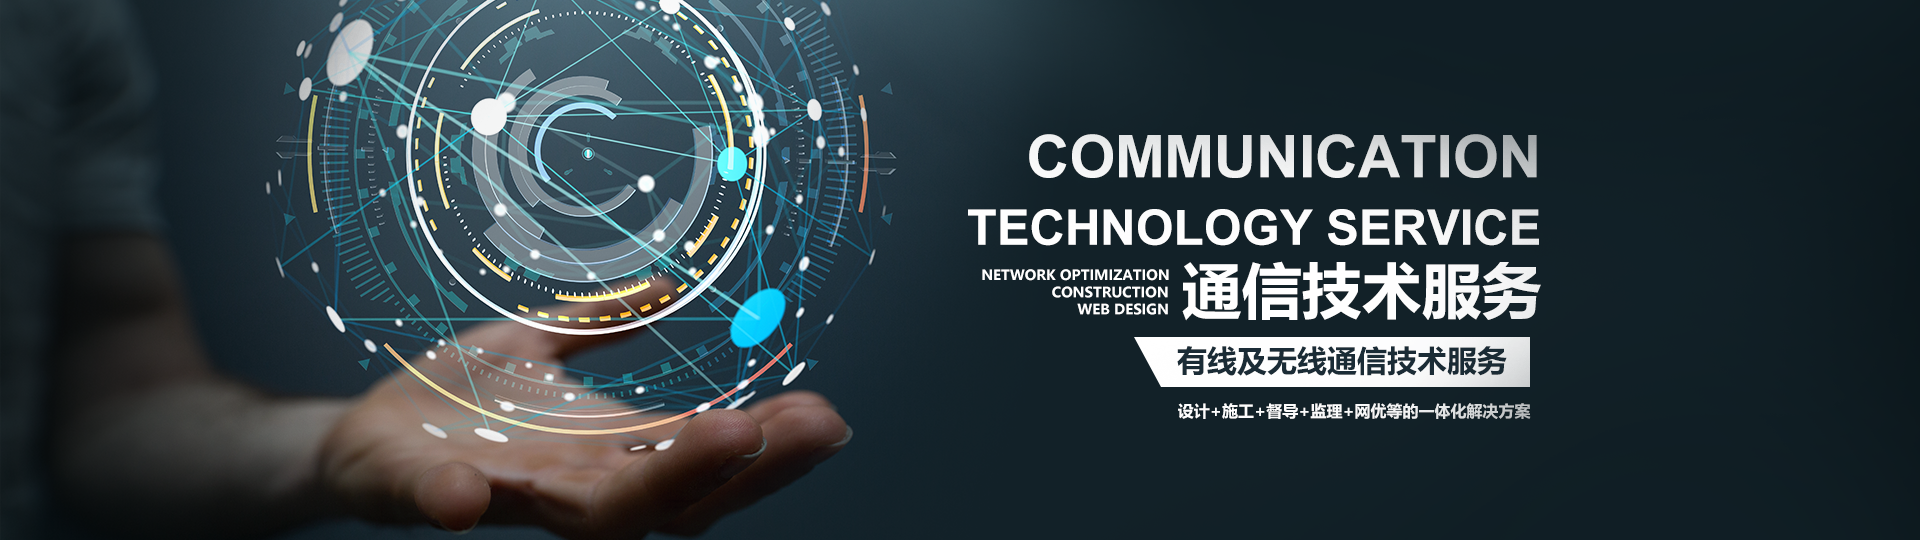 COMMUNICATION
TECHNOLOGY SERVICE
NETWORK OPTIMIZATION
CONSTRUCTION
WEB DESIGN
通信技术服务
有线及无线通信技术服务
设计+施工+督导+监理+网优等的一体化解决方案